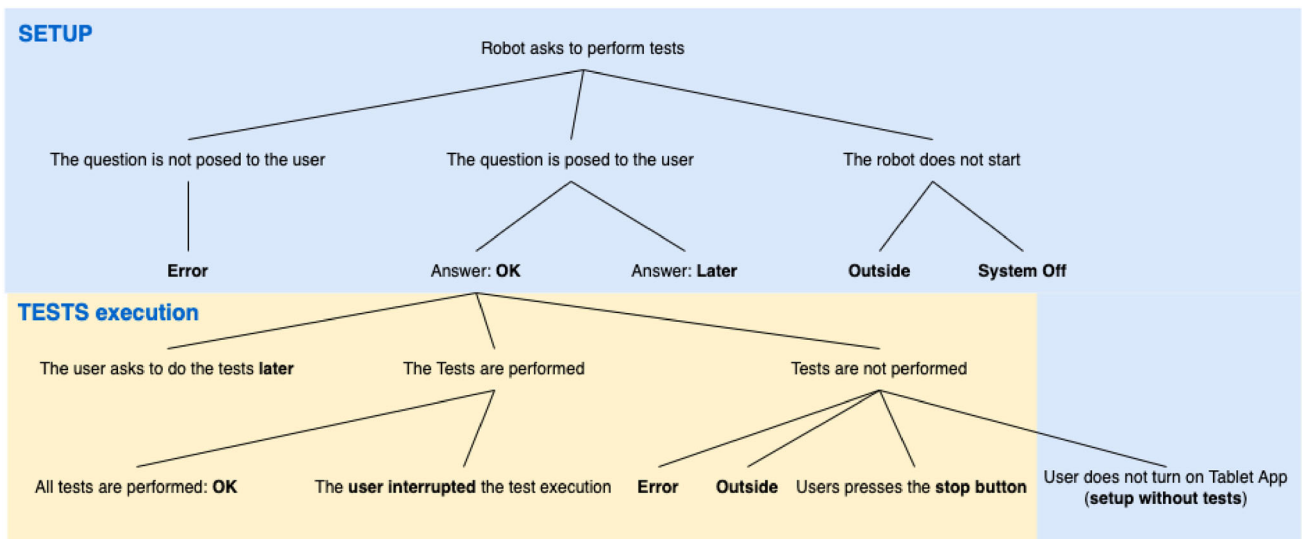 SETUP
Robot asks to perform tests
The question is not posed to the user
The question is posed to the user
The robot does not start
Error
Answer: OK
Answer: Later
Outside
System Off
TESTS execution
The user asks to do the tests later
The Tests are performed
Tests are not performed
All tests are performed: OK
The user interrupted the test execution
Error
Outside
Users presses the stop button
User does not turn on Tablet App
(setup without tests)